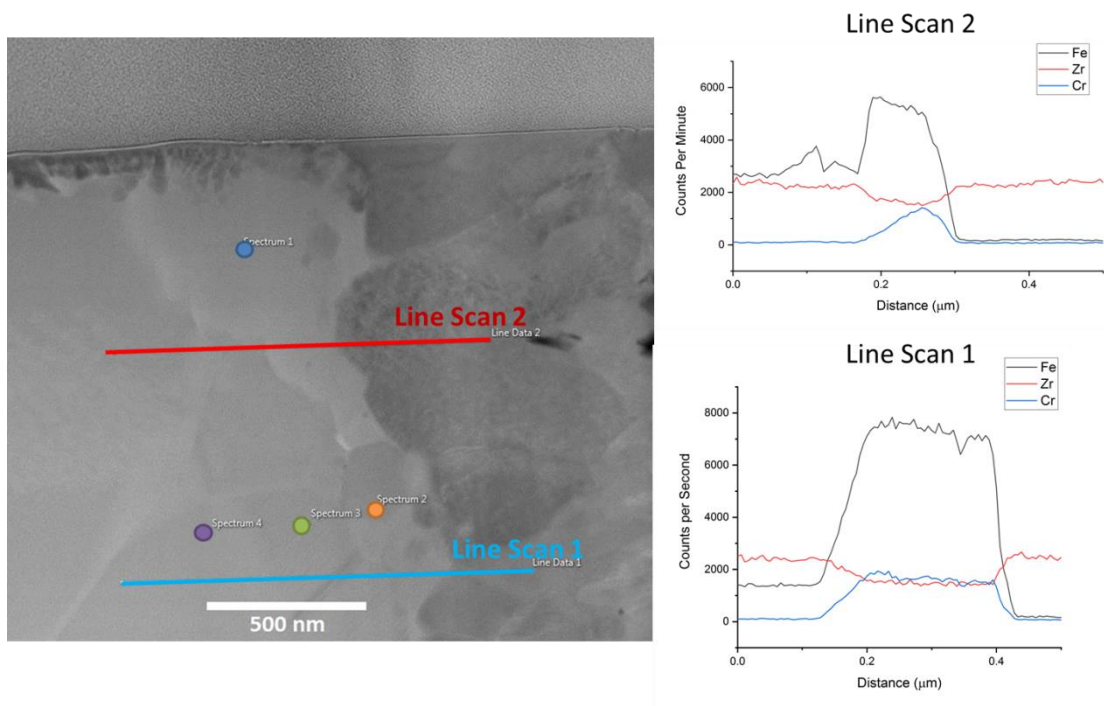 Spectrum 1
Line Scan 2
Line Data 2
Spectrum 2
Spectrum 3
Spectrum 4
Line Scan 1
Line Data 1
500 nm
Line Scan 2
Fe
Zr
Cr
6000
4000
2000
0
Counts Per Minute
0.0 0.2 0.4
Distance (μm)
Line Scan 1
Fe
Zr
Cr
8000
6000
4000
2000
0
Counts per Second
0.0 0.2 0.4
Distance (μm)